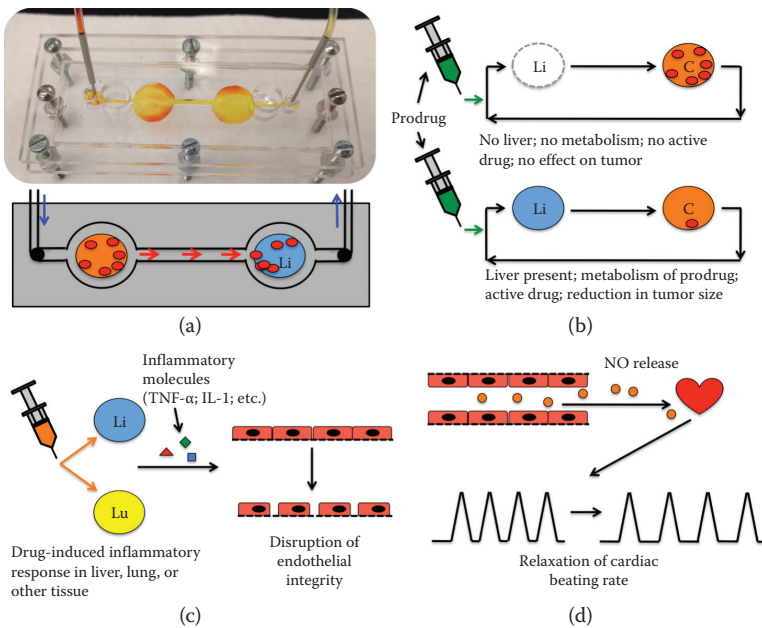 Li
(a)
Prodrug
Li
C
No liver; no metabolism; no active
drug; no effect on tumor
Li
C
Liver present; metabolism of prodrug;
active drug; reduction in tumor size
(b)
Inflammatory
molecules
(TNF-α; IL-1; etc.)
Li
Lu
Drug-induced inflammatory
response in liver, lung, or
other tissue
Disruption of
endothelial
integrity
(c)
NO release
Relaxation of cardiac
beating rate
(d)